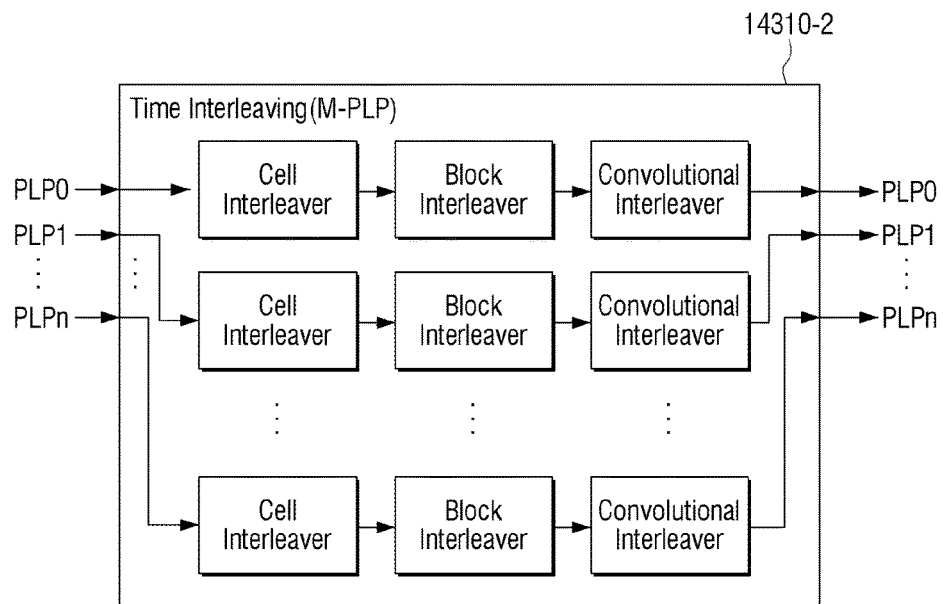 14310-2
Time Interleaving(M-PLP)
PLP0
Cell
Interleaver
Block
Interleaver
Convolutional
Interleaver
PLP0
PLP1
PLP1
Cell
Interleaver
Block
Interleaver
Convolutional
Interleaver
PLPn
PLPn
Cell
Interleaver
Block
Interleaver
Convolutional
Interleaver